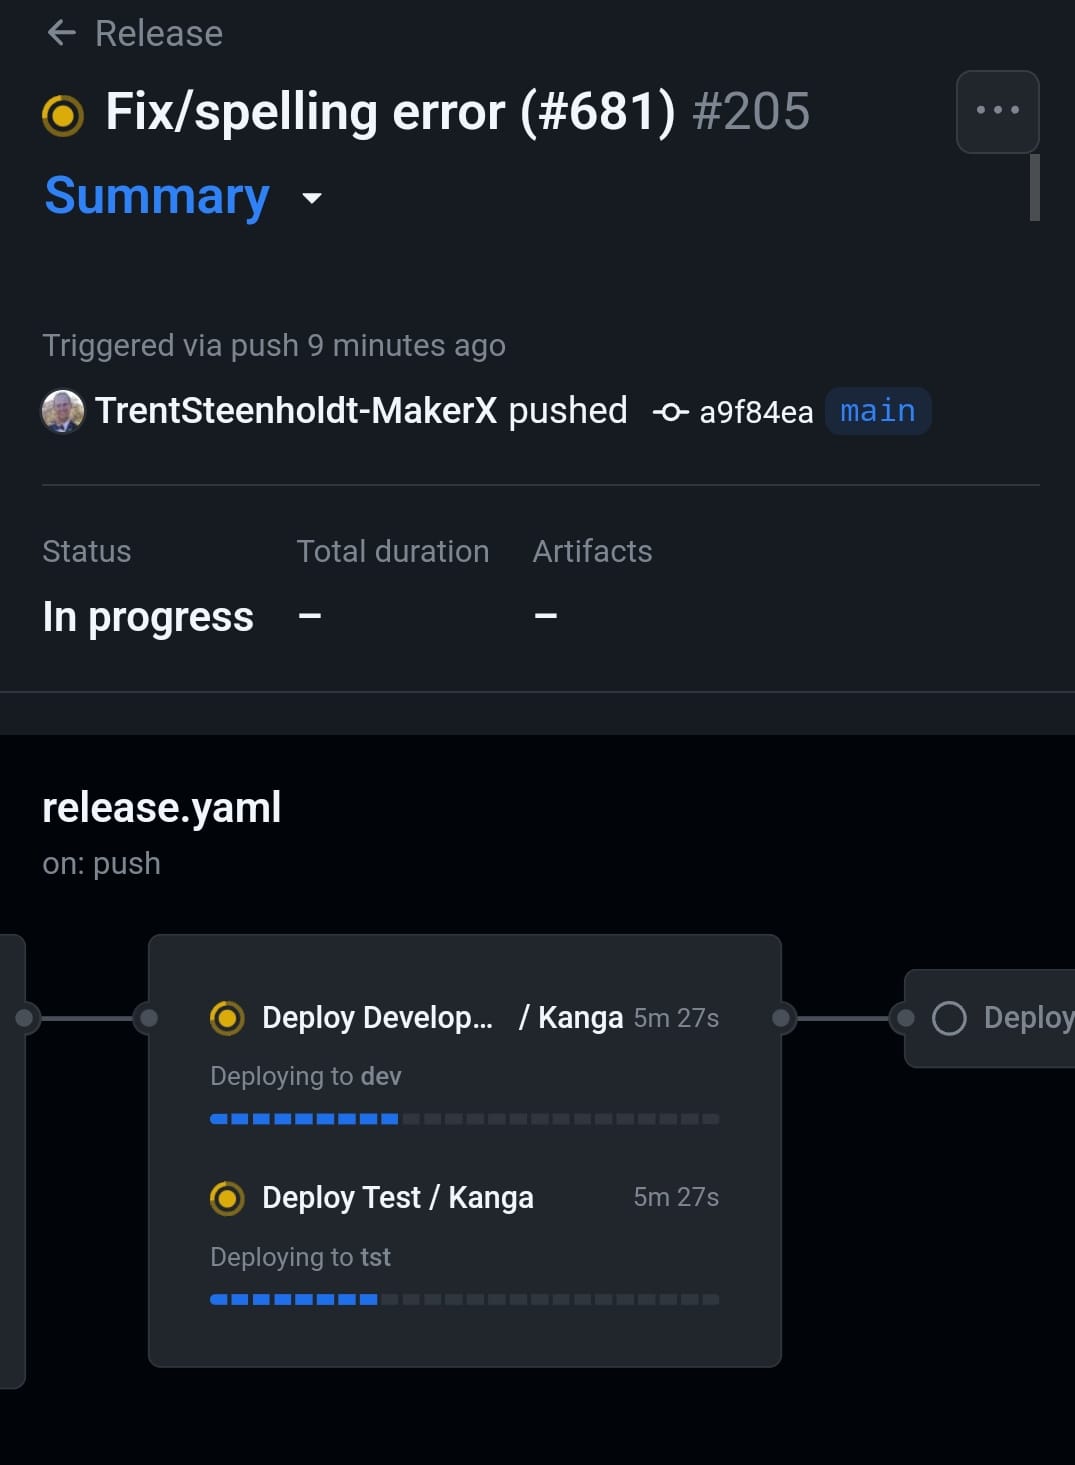 Release
Fix/spelling error (#681) #205
Summary
Triggered via push 9 minutes ago
TrentSteenholdt-MakerX pushed a9f84ea main
Status Total duration Artifacts
In progress – –
release.yaml
on: push
Deploy Develop... / Kanga 5m 27s
Deploy
Deploying to dev
Deploy Test / Kanga 5m 27s
Deploying to tst